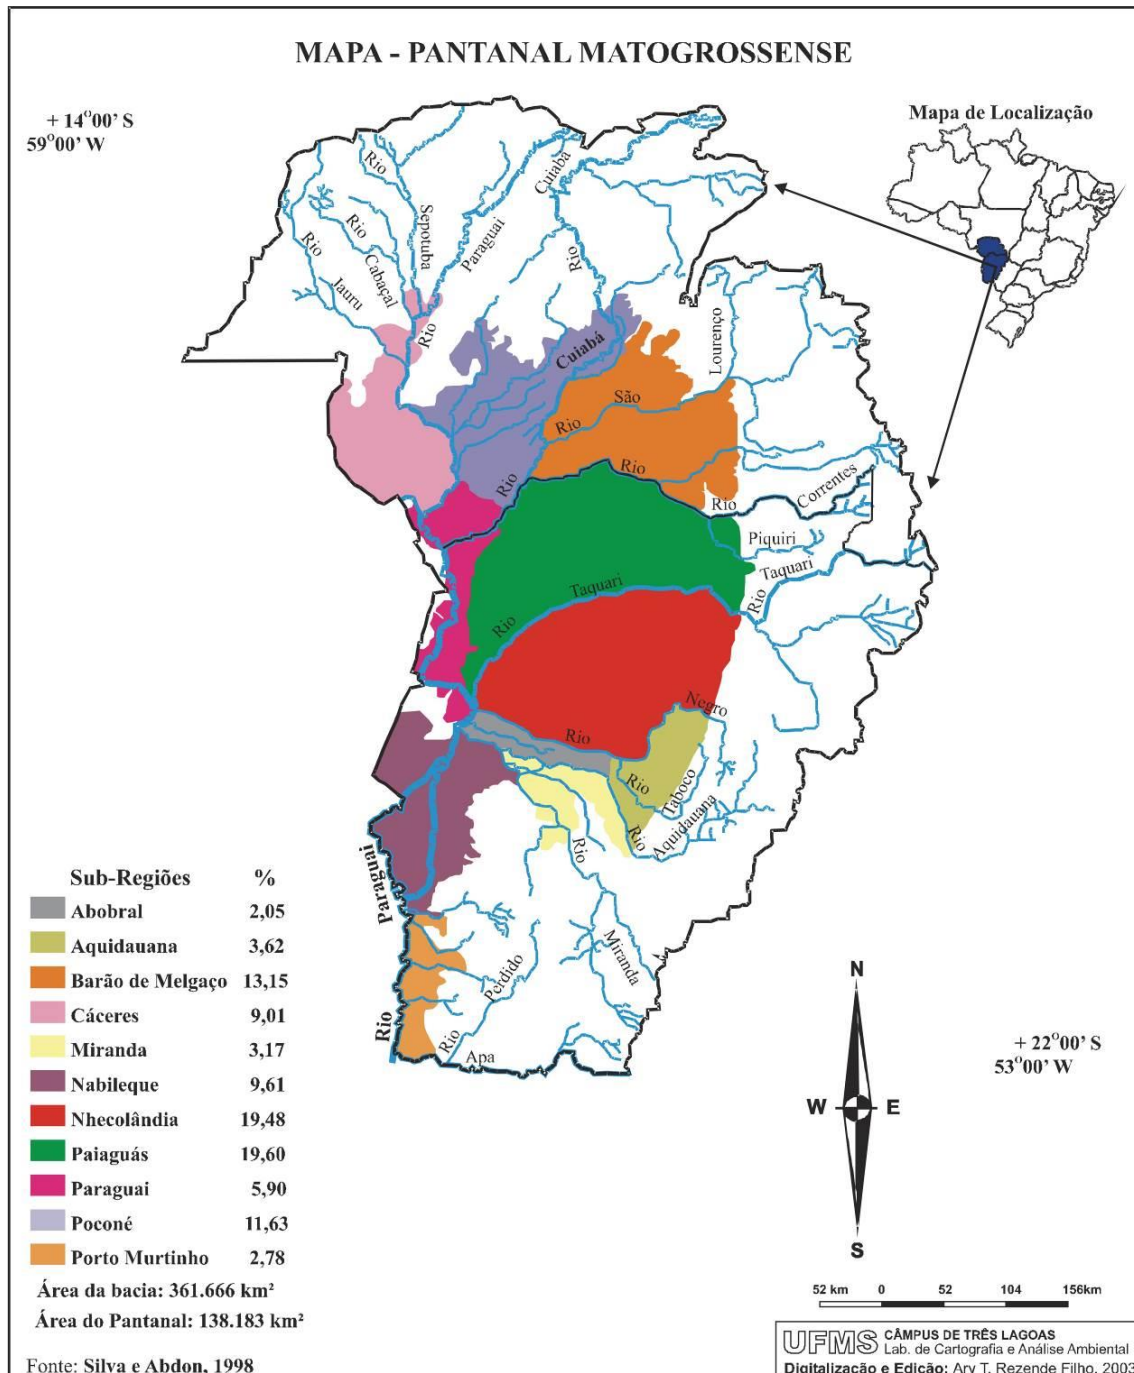 MAPA - PANTANAL MATOGROSSENSE
+ 14°00' S
59°00' W
Mapa de Localização
Rio
Sepotuba
Rio
Cabaçal
Rio
Jauru
Paraguai
Rio
Cuiaba
Rio
Cuiabá
Rio
Lourenço
São
Rio
Rio
Correntes
Rio
Piquiri
Taquari
Rio
Taquari
Rio
Negro
Rio
Rio
Taboco
Aquidauana
Rio
Rio
Miranda
Perdido
Rio
Apa
Paraguai
Rio
Sub-Regiões %
Abobral 2,05
Aquidauana 3,62
Barão de Melgaço 13,15
Cáceres 9,01
Miranda 3,17
Nabileque 9,61
Nhecolândia 19,48
Paiaguás 19,60
Paraguai 5,90
Poconé 11,63
Porto Murtinho 2,78
Área da bacia: 361.666 km²
Área do Pantanal: 138.183 km²
Fonte: Silva e Abdon, 1998
+ 22°00' S
53°00' W
N
W E
S
52 km 0 52 104 156km
UFMS CÂMPUS DE TRÊS LAGOAS
Lab. de Cartografia e Análise Ambiental
Digitalização e Edição: Ary T. Rezende Filho, 2003